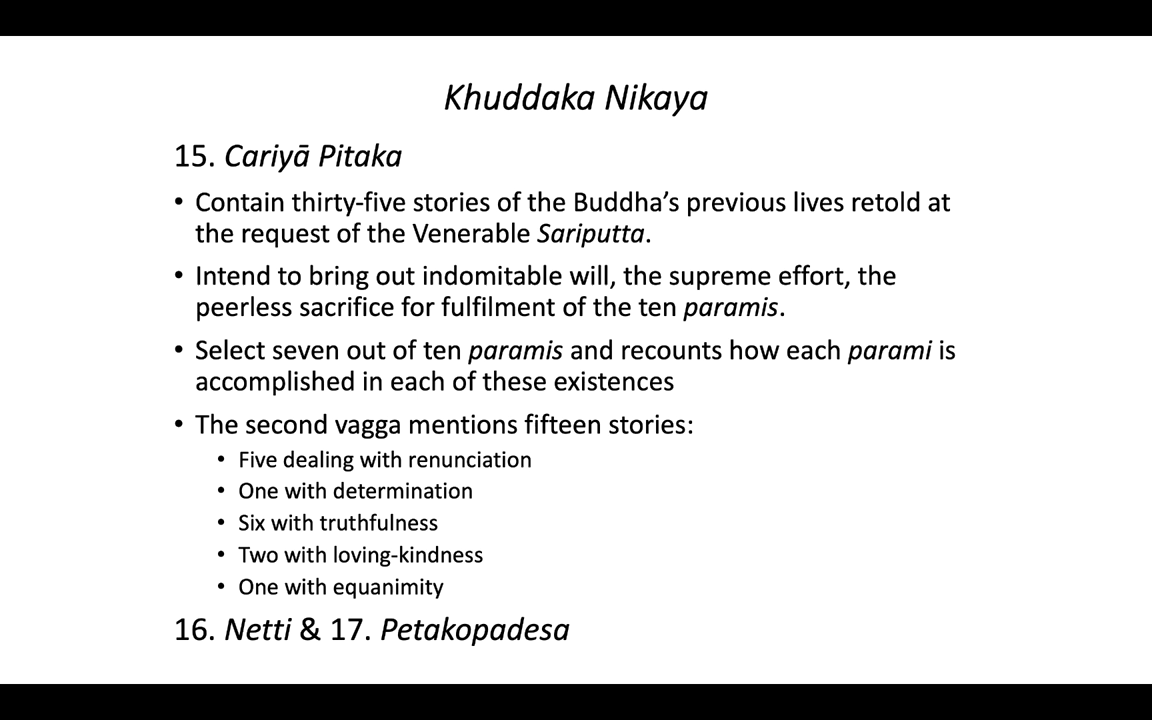 Khuddaka Nikaya
15. Cariyā Pitaka
• Contain thirty-five stories of the Buddha’s previous lives retold at
the request of the Venerable Sariputta.
• Intend to bring out indomitable will, the supreme effort, the
peerless sacrifice for fulfilment of the ten paramis.
• Select seven out of ten paramis and recounts how each parami is
accomplished in each of these existences
• The second vagga mentions fifteen stories:
• Five dealing with renunciation
• One with determination
• Six with truthfulness
• Two with loving-kindness
• One with equanimity
16. Netti & 17. Petakopadesa